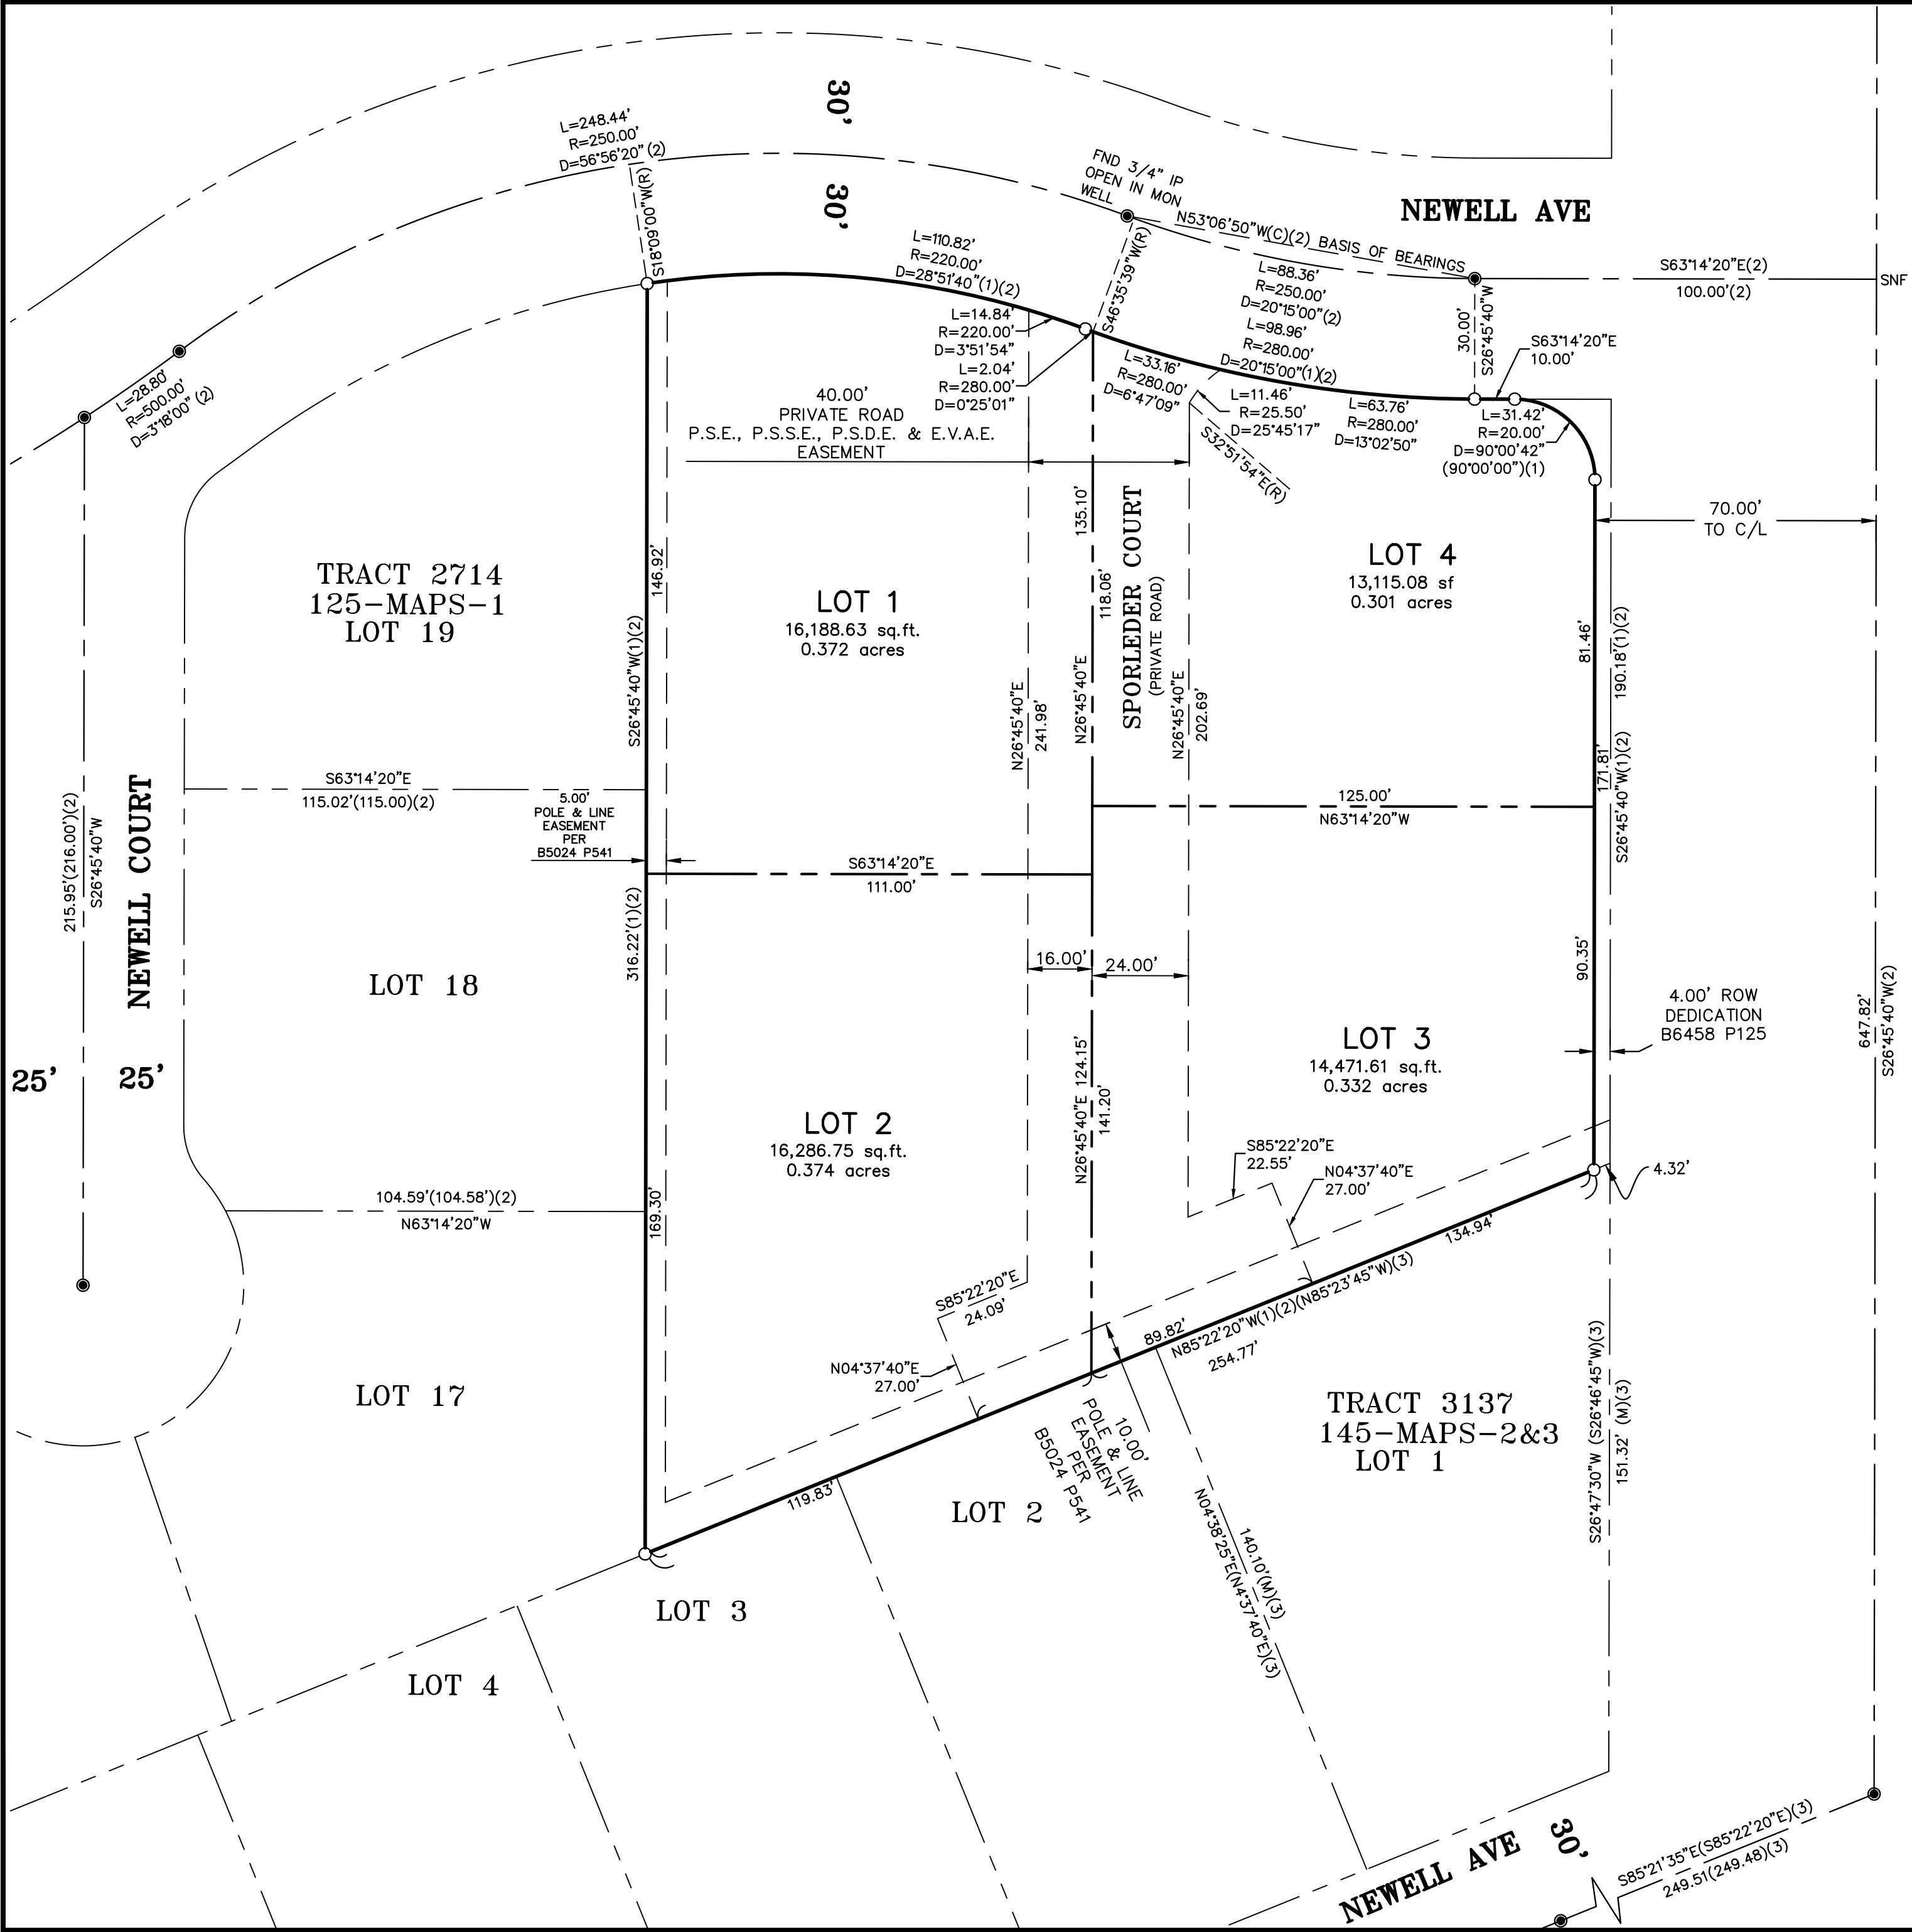 30'
L=248.44'
R=250.00'
D=56°56'20" (2)
30'
S18°09'00"W(R)
FND 3/4" IP
OPEN IN MON
WELL
NEWELL AVE
N53°06'50"W(C)(2) BASIS OF BEARINGS
S63°14'20"E(2)
100.00'(2)
SNF
L=110.82'
R=220.00'
D=28°51'40"(1)(2)
S46°35'39"W(R)
L=88.36'
R=250.00'
D=20°15'00"(2)
L=98.96'
R=280.00'
D=20°15'00"(1)(2)
30.00'
S26°45'40"W
S63°14'20"E
10.00'
L=14.84'
R=220.00'
D=3°51'54"
L=2.04'
R=280.00'
D=0°25'01"
L=33.16'
R=280.00'
D=6°47'09"
L=11.46'
R=25.50'
D=25°45'17"
L=63.76'
R=280.00'
D=13°02'50"
L=31.42'
R=20.00'
D=90°00'42"
(90°00'00")(1)
S32°51'54"E(R)
L=28.80'
R=500.00'
D=3°18'00" (2)
40.00'
PRIVATE ROAD
P.S.E., P.S.S.E., P.S.D.E. & E.V.A.E.
EASEMENT
70.00'
TO C/L
TRACT 2714
125-MAPS-1
LOT 19
146.92'
S26°45'40"W(1)(2)
LOT 1
16,188.63 sq.ft.
0.372 acres
135.10'
118.06'
SPORLEDER COURT
(PRIVATE ROAD)
N26°45'40"E
241.98'
N26°45'40"E
N26°45'40"E
202.69'
LOT 4
13,115.08 sf
0.301 acres
81.46'
190.18'(1)(2)
171.81'
S26°45'40"W(1)(2)
S63°14'20"E
115.02'(115.00)(2)
5.00'
POLE & LINE
EASEMENT
PER
B5024 P541
125.00'
N63°14'20"W
S63°14'20"E
111.00'
NEWELL COURT
215.95'(216.00')(2)
S26°45'40"W
316.22'(1)(2)
LOT 18
16.00'
24.00'
90.35'
4.00' ROW
DEDICATION
B6458 P125
647.82'
S26°45'40"W(2)
25'
25'
LOT 3
14,471.61 sq.ft.
0.332 acres
N26°45'40"E 124.15'
141.20'
LOT 2
16,286.75 sq.ft.
0.374 acres
S85°22'20"E
22.55'
N04°37'40"E
27.00'
4.32'
104.59'(104.58')(2)
N63°14'20"W
169.30'
134.94'
S85°22'20"E
24.09'
N04°37'40"E
27.00'
89.82'
N85°22'20"W(1)(2)(N85°23'45"W)(3)
254.77'
LOT 17
10.00'
POLE & LINE
EASEMENT
PER
B5024 P541
TRACT 3137
145-MAPS-2&3
LOT 1
S26°47'30"W (S26°46'45"W)(3)
151.32' (M)(3)
119.83'
LOT 2
140.10'(M)(3)
N04°38'25"E(N4°37'40"E)(3)
LOT 3
LOT 4
NEWELL AVE
30'
S85°21'35"E(S85°22'20"E)(3)
249.51(249.48)(3)